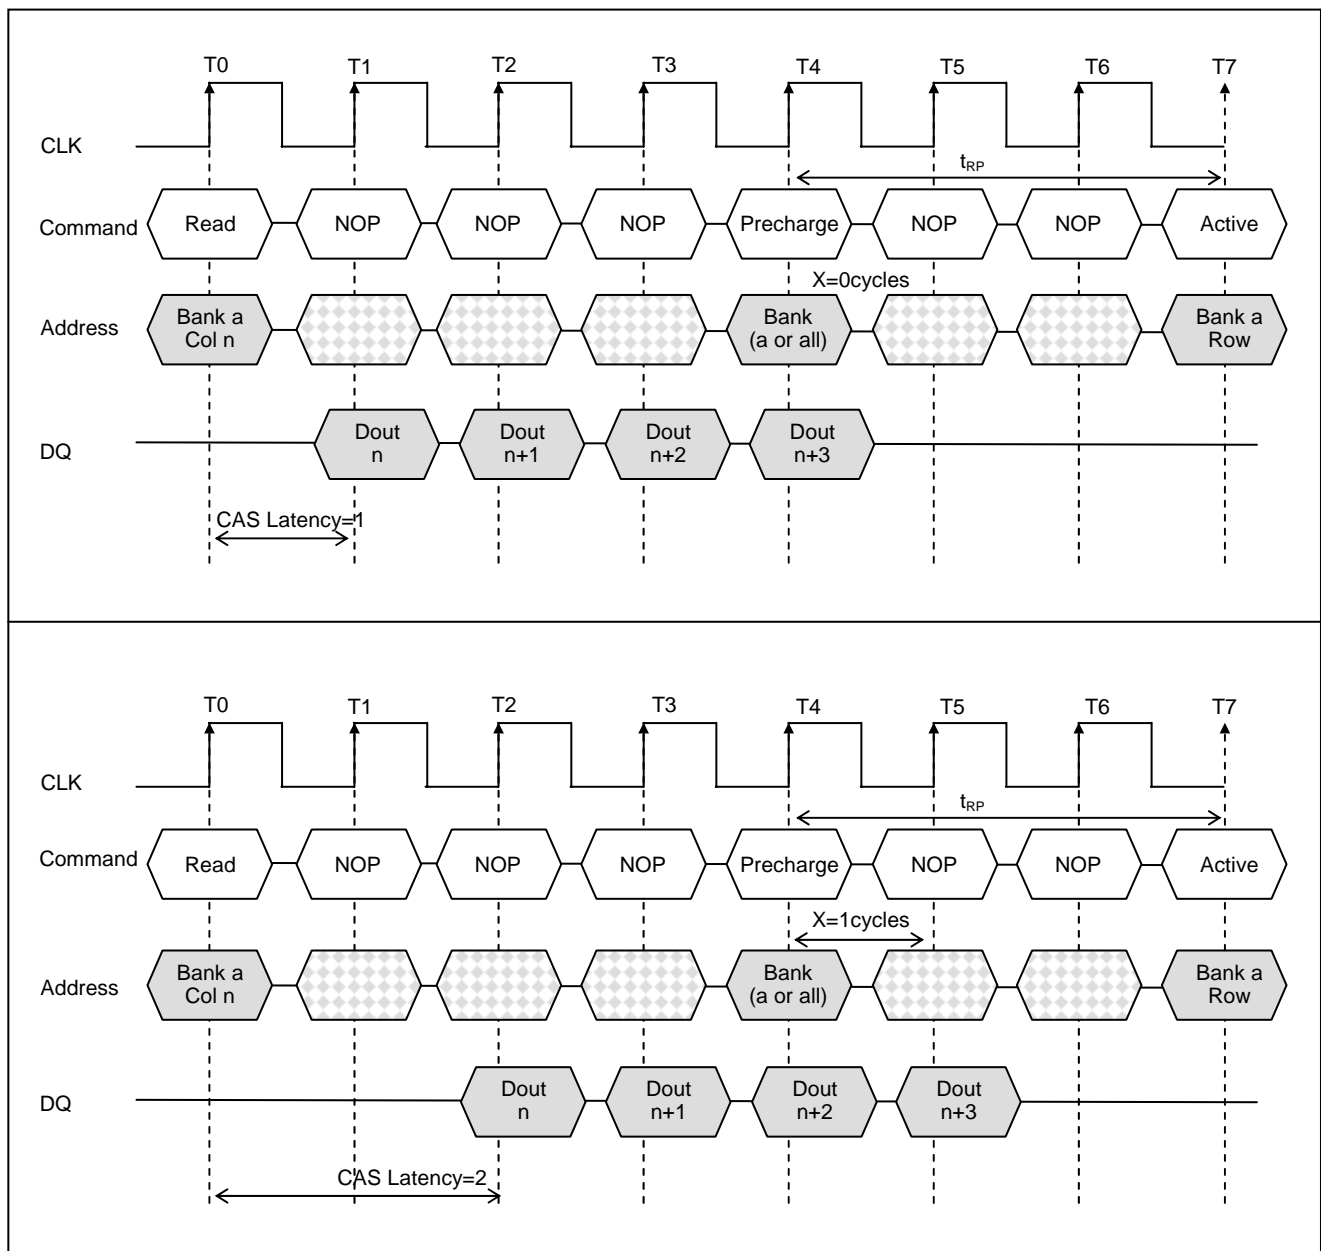 T0 T1 T2 T3 T4 T5 T6 T7
CLK
tRP
Command Read NOP NOP NOP Precharge NOP NOP Active
X=0cycles
Address Bank a Col n Bank (a or all) Bank a Row
DQ Dout n Dout n+1 Dout n+2 Dout n+3
CAS Latency=1
T0 T1 T2 T3 T4 T5 T6 T7
CLK
tRP
Command Read NOP NOP NOP Precharge NOP NOP Active
X=1cycles
Address Bank a Col n Bank (a or all) Bank a Row
DQ Dout n Dout n+1 Dout n+2 Dout n+3
CAS Latency=2